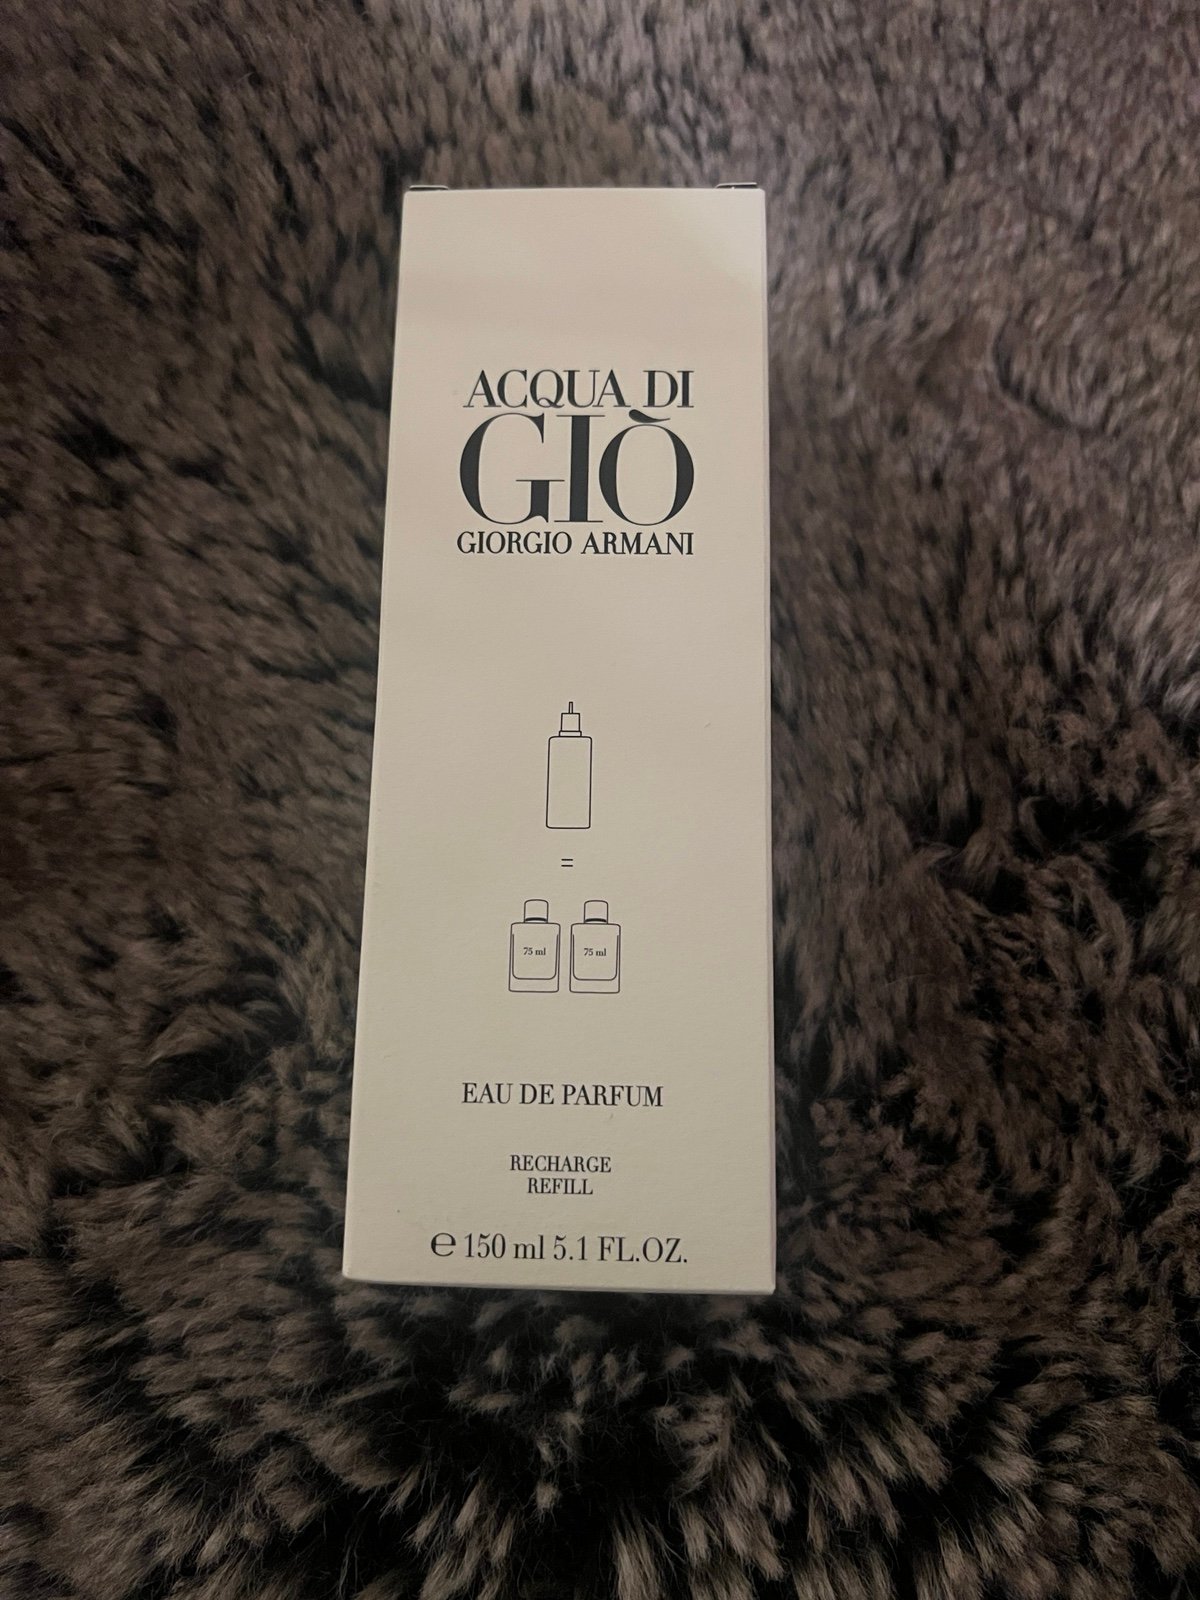 ACQUA DI
GIÒ
GIORGIO ARMANI
=
75 ml 75 ml
EAU DE PARFUM
RECHARGE
REFILL
℮ 150 ml 5.1 FL.OZ.